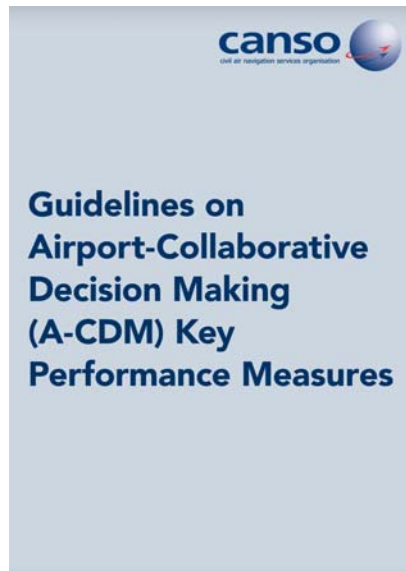 canso
civil air navigation services organisation
Guidelines on
Airport-Collaborative
Decision Making
(A-CDM) Key
Performance Measures